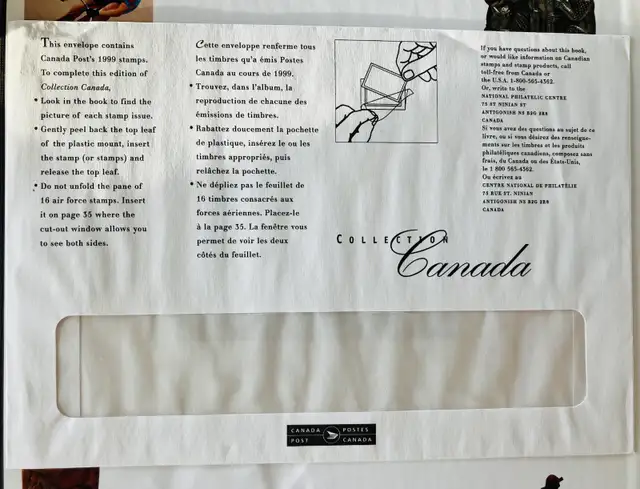 This envelope contains
Canada Post's 1999 stamps.
To complete this edition of
Collection Canada,
• Look in the book to find the
picture of each stamp issue.
• Gently peel back the top leaf
of the plastic mount, insert
the stamp (or stamps) and
release the top leaf.
• Do not unfold the pane of
16 air force stamps. Insert
it on page 35 where the
cut-out window allows you
to see both sides.
Cette enveloppe renferme tous
les timbres qu'a émis Postes
Canada au cours de 1999.
• Trouvez, dans l'album, la
reproduction de chacune des
émissions de timbres.
• Rabattez doucement la pochette
de plastique, insérez le ou les
timbres appropriés, puis
relâchez la pochette.
• Ne dépliez pas le feuillet de
16 timbres consacrés aux
forces aériennes. Placez-le
à la page 35. La fenêtre vous
permet de voir les deux
côtés du feuillet.
If you have questions about this book,
or would like information on Canadian
stamps and stamp products, call
toll-free from Canada or
the U.S.A. 1-800-565-4362.
Or, write to the
NATIONAL PHILATELIC CENTRE
75 ST NINIAN ST
ANTIGONISH NS B2G 2R8
CANADA
Si vous avez des questions au sujet de ce
livre, ou si vous désirez des renseigne-
ments sur les timbres et les produits
philatéliques canadiens, composez sans
frais, du Canada ou des États-Unis,
le 1 800 565-4362.
Ou écrivez au
CENTRE NATIONAL DE PHILATÉLIE
75 RUE ST. NINIAN
ANTIGONISH NS B2G 2R8
CANADA
COLLECTION
Canada
CANADA POSTES
POST CANADA